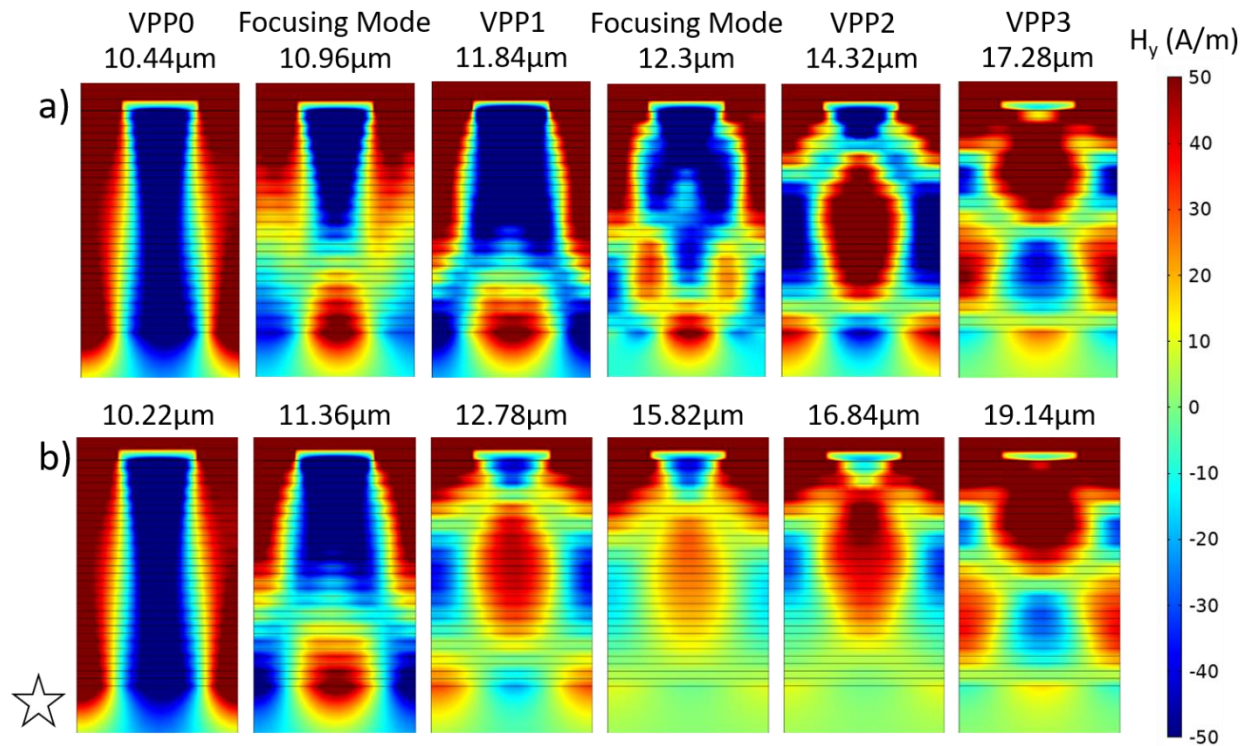 VPP0 Focusing Mode VPP1 Focusing Mode VPP2 VPP3
10.44μm 10.96μm 11.84μm 12.3μm 14.32μm 17.28μm
H_y (A/m)
a)
50
40
30
20
10
0
-10
-20
-30
-40
-50
10.22μm 11.36μm 12.78μm 15.82μm 16.84μm 19.14μm
b)